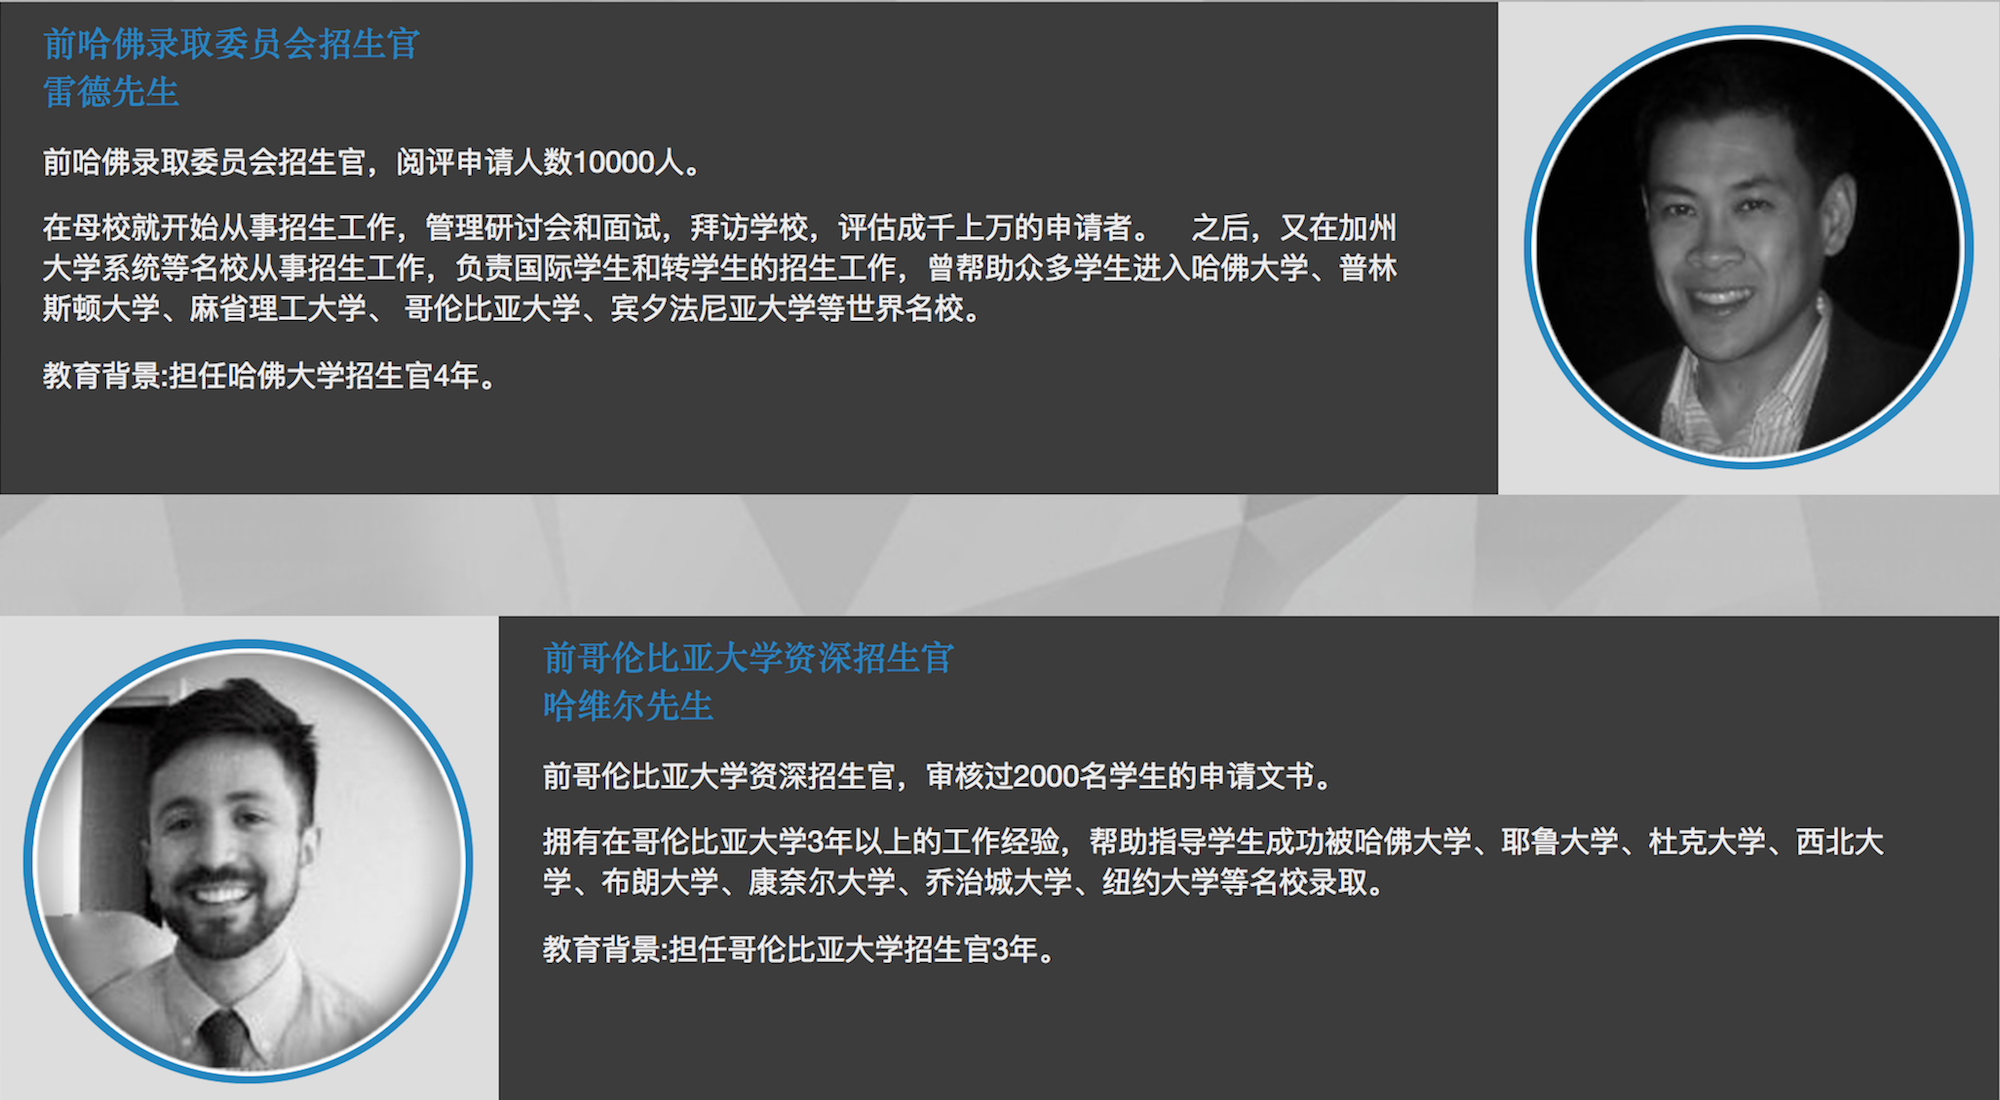 前哈佛录取委员会招生官
雷德先生
前哈佛录取委员会招生官，阅评申请人数10000人。
在母校就开始从事招生工作，管理研讨会和面试，拜访学校，评估成千上万的申请者。 之后，又在加州
大学系统等名校从事招生工作，负责国际学生和转学生的招生工作，曾帮助众多学生进入哈佛大学、普林
斯顿大学、麻省理工大学、 哥伦比亚大学、宾夕法尼亚大学等世界名校。
教育背景:担任哈佛大学招生官4年。
前哥伦比亚大学资深招生官
哈维尔先生
前哥伦比亚大学资深招生官，审核过2000名学生的申请文书。
拥有在哥伦比亚大学3年以上的工作经验，帮助指导学生成功被哈佛大学、耶鲁大学、杜克大学、西北大
学、布朗大学、康奈尔大学、乔治城大学、纽约大学等名校录取。
教育背景:担任哥伦比亚大学招生官3年。